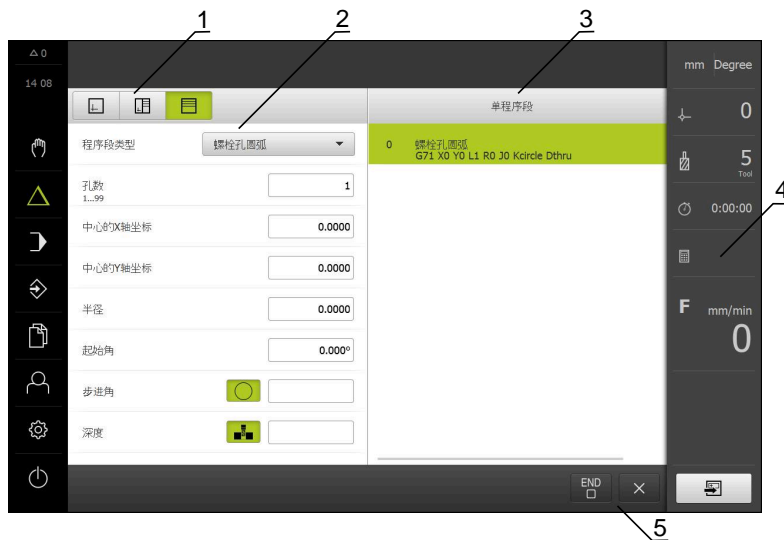 1
2
3
△ 0
14 08
mm Degree
单程序段
0
程序段类型
螺栓孔圆弧
0 螺栓孔圆弧
G71 X0 Y0 L1 R0 J0 Kcircle Dthru
5
Tool
孔数
1...99
1
4
0:00:00
中心的X轴坐标
0.0000
中心的Y轴坐标
0.0000
半径
0.0000
F mm/min
0
起始角
0.000°
步进角
深度
END
5